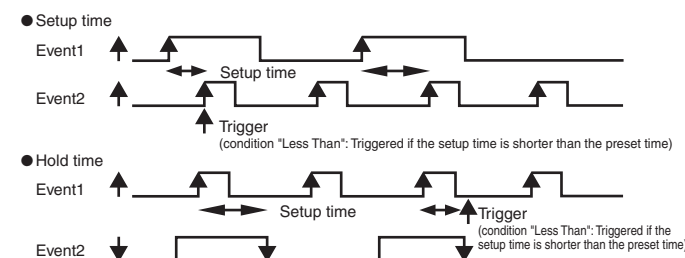 ● Setup time
Event1
Setup time
Event2
Trigger
(condition "Less Than": Triggered if the setup time is shorter than the preset time)
● Hold time
Event1
Setup time
Trigger
(condition "Less Than": Triggered if the
setup time is shorter than the preset time)
Event2